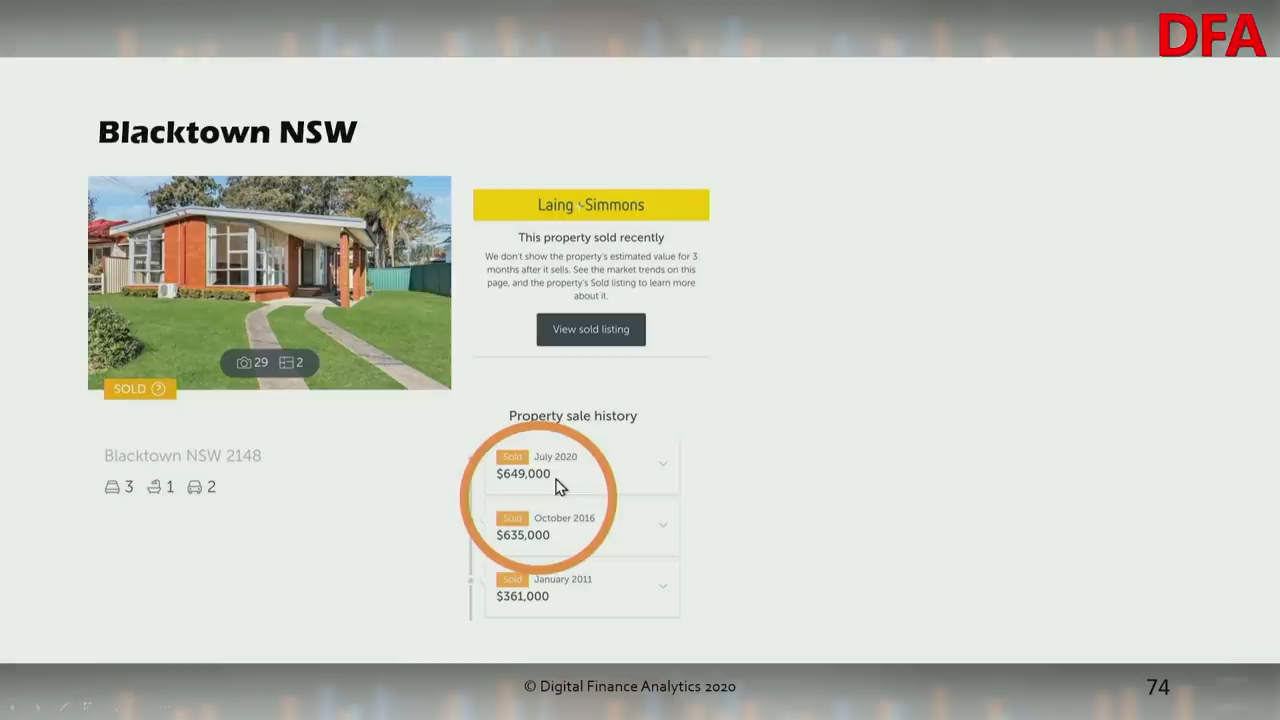 DFA
Blacktown NSW
Laing+Simmons
This property sold recently
We don't show the property's estimated value for 3
months after it sells. See the market trends on this
page, and the property's Sold listing to learn more
about it.
View sold listing
29 2
SOLD ?
Blacktown NSW 2148
3 1 2
Property sale history
Sold July 2020
$649,000
Sold October 2016
$635,000
Sold January 2011
$361,000
© Digital Finance Analytics 2020
74